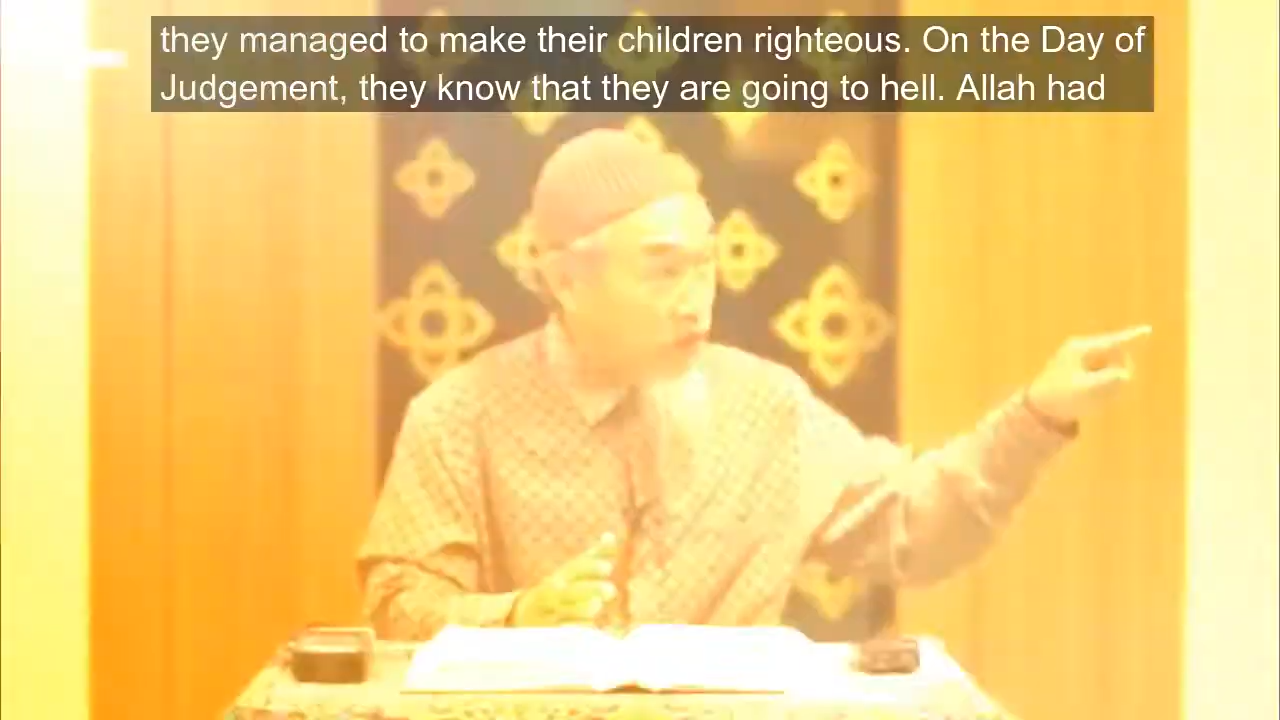 they managed to make their children righteous. On the Day of
Judgement, they know that they are going to hell. Allah had